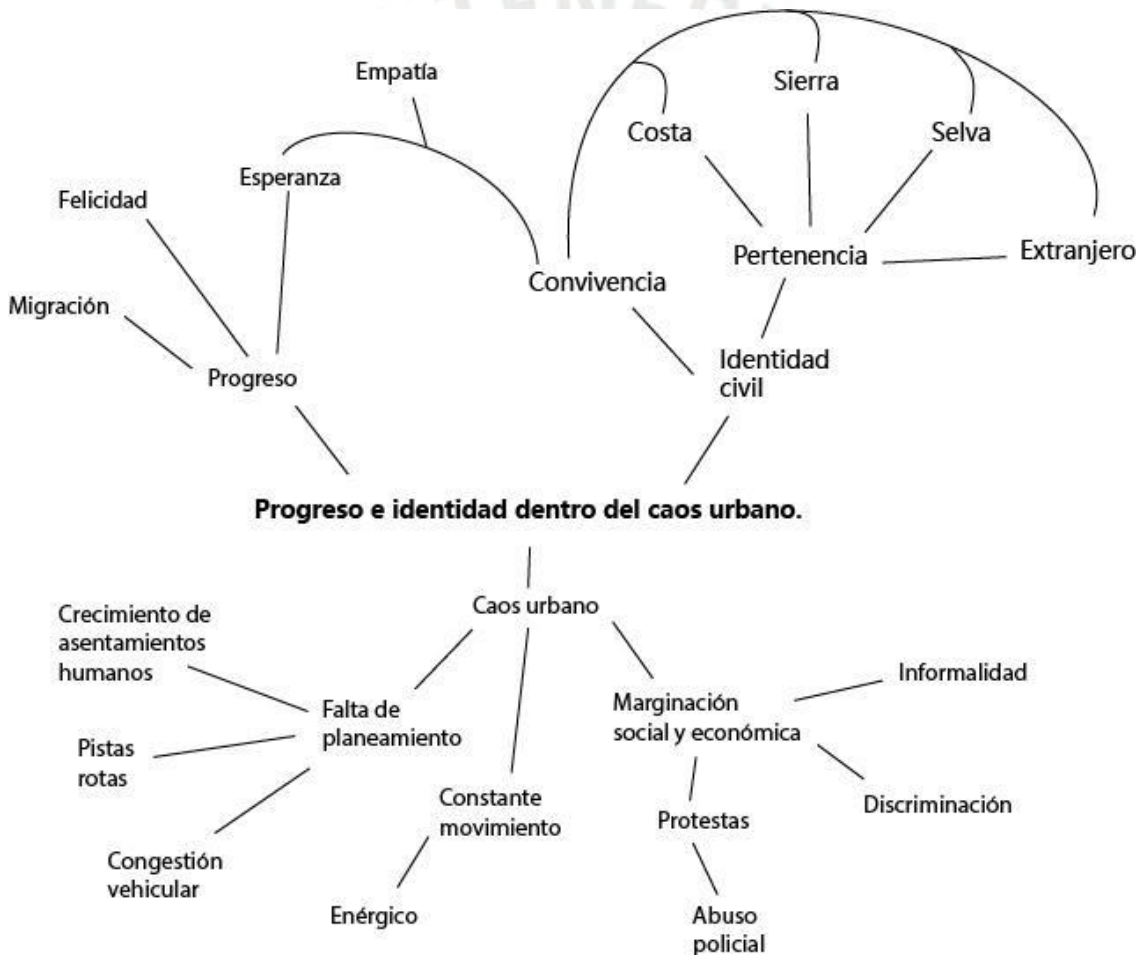 Empatía
Sierra
Costa
Selva
Esperanza
Felicidad
Pertenencia
Extranjero
Convivencia
Migración
Progreso
Identidad
civil
Progreso e identidad dentro del caos urbano.
Caos urbano
Crecimiento de
asentamientos
humanos
Informalidad
Marginación
social y económica
Falta de
planeamiento
Pistas
rotas
Constante
movimiento
Protestas
Discriminación
Congestión
vehicular
Enérgico
Abuso
policial